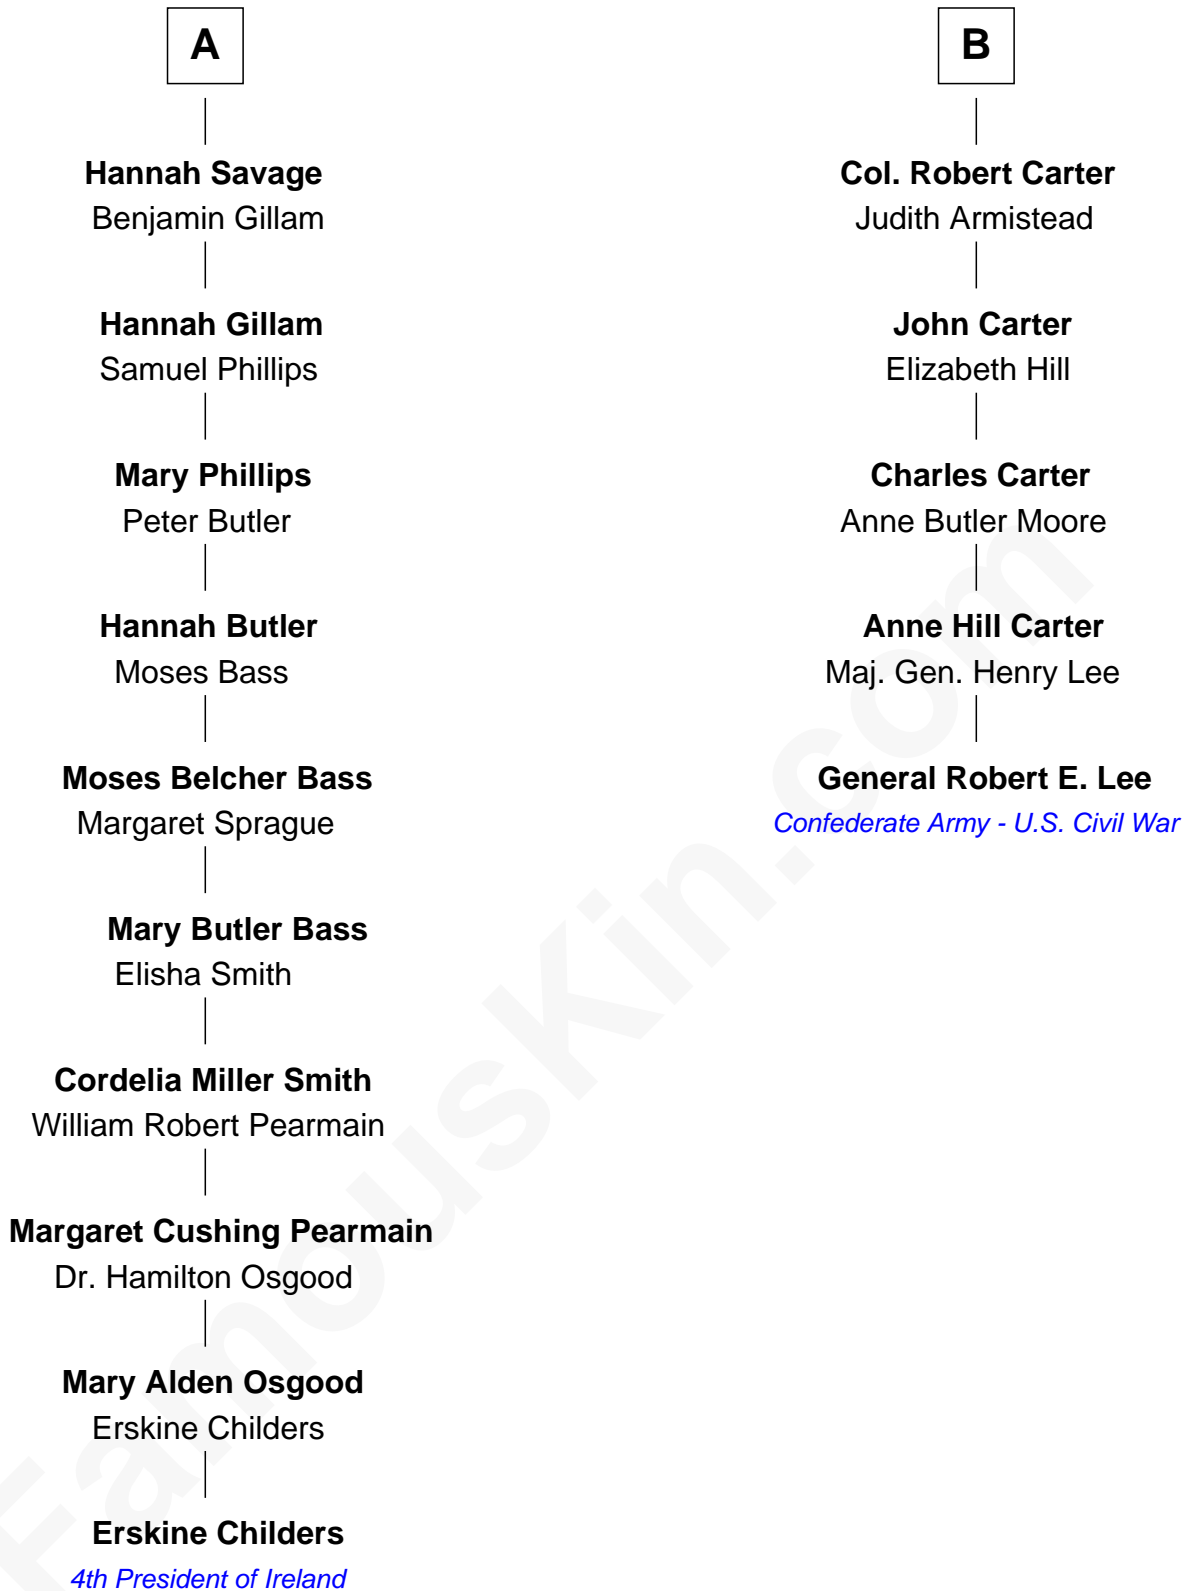 A
Hannah Savage
Benjamin Gillam
Hannah Gillam
Samuel Phillips
Mary Phillips
Peter Butler
Hannah Butler
Moses Bass
Moses Belcher Bass
Margaret Sprague
Mary Butler Bass
Elisha Smith
Cordelia Miller Smith
William Robert Pearmain
Margaret Cushing Pearmain
Dr. Hamilton Osgood
Mary Alden Osgood
Erskine Childers
Erskine Childers
4th President of Ireland
B
Col. Robert Carter
Judith Armistead
John Carter
Elizabeth Hill
Charles Carter
Anne Butler Moore
Anne Hill Carter
Maj. Gen. Henry Lee
General Robert E. Lee
Confederate Army - U.S. Civil War
FamousKin.com